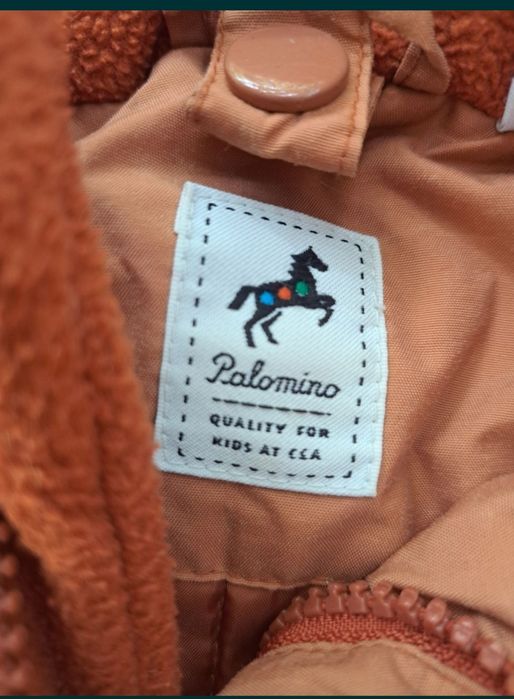 Palomino
QUALITY FOR
KIDS AT C&A